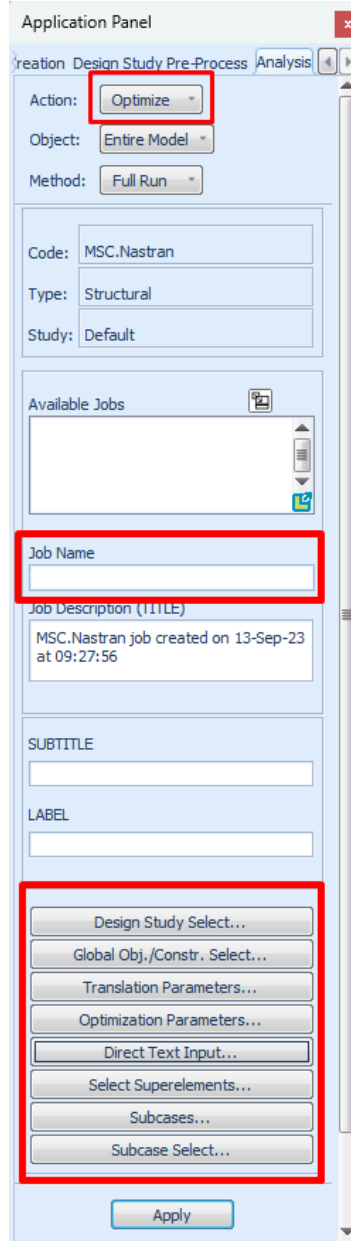 Application Panel
reation Design Study Pre-Process Analysis
Action: Optimize
Object: Entire Model
Method: Full Run
Code: MSC.Nastran
Type: Structural
Study: Default
Available Jobs
Job Name
Job Description (TITLE)
MSC.Nastran job created on 13-Sep-23
at 09:27:56
SUBTITLE
LABEL
Design Study Select...
Global Obj./Constr. Select...
Translation Parameters...
Optimization Parameters...
Direct Text Input...
Select Superelements...
Subcases...
Subcase Select...
Apply